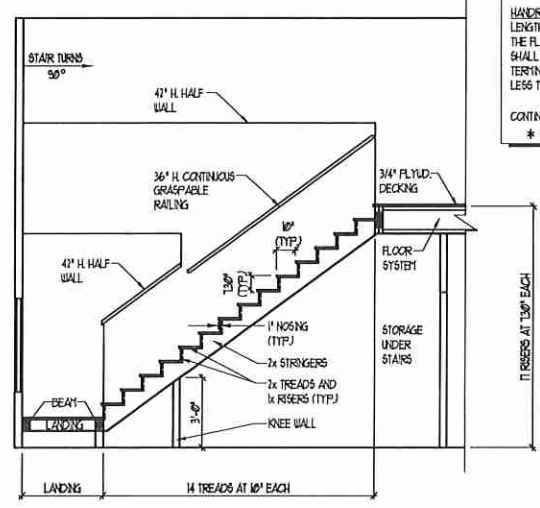 HANDR
LENGTH
THE FL
SHALL
TERMIN
LESS T
CONTIN
*
STAIR TURNS
90°
42" H. HALF
WALL
36" H. CONTINUOUS
GRASPABLE
RAILING
3/4" PLYWD.
DECKING
10"
(TYP.)
42" H. HALF
WALL
7.30"
(TYP.)
FLOOR
SYSTEM
1" NOSING
(TYP.)
2x STRINGERS
STORAGE
UNDER
STAIRS
2x TREADS AND
1x RISERS (TYP.)
BEAM
LANDING
3'-0"
KNEE WALL
17 RISERS AT 7.30" EACH
LANDING
14 TREADS AT 10" EACH